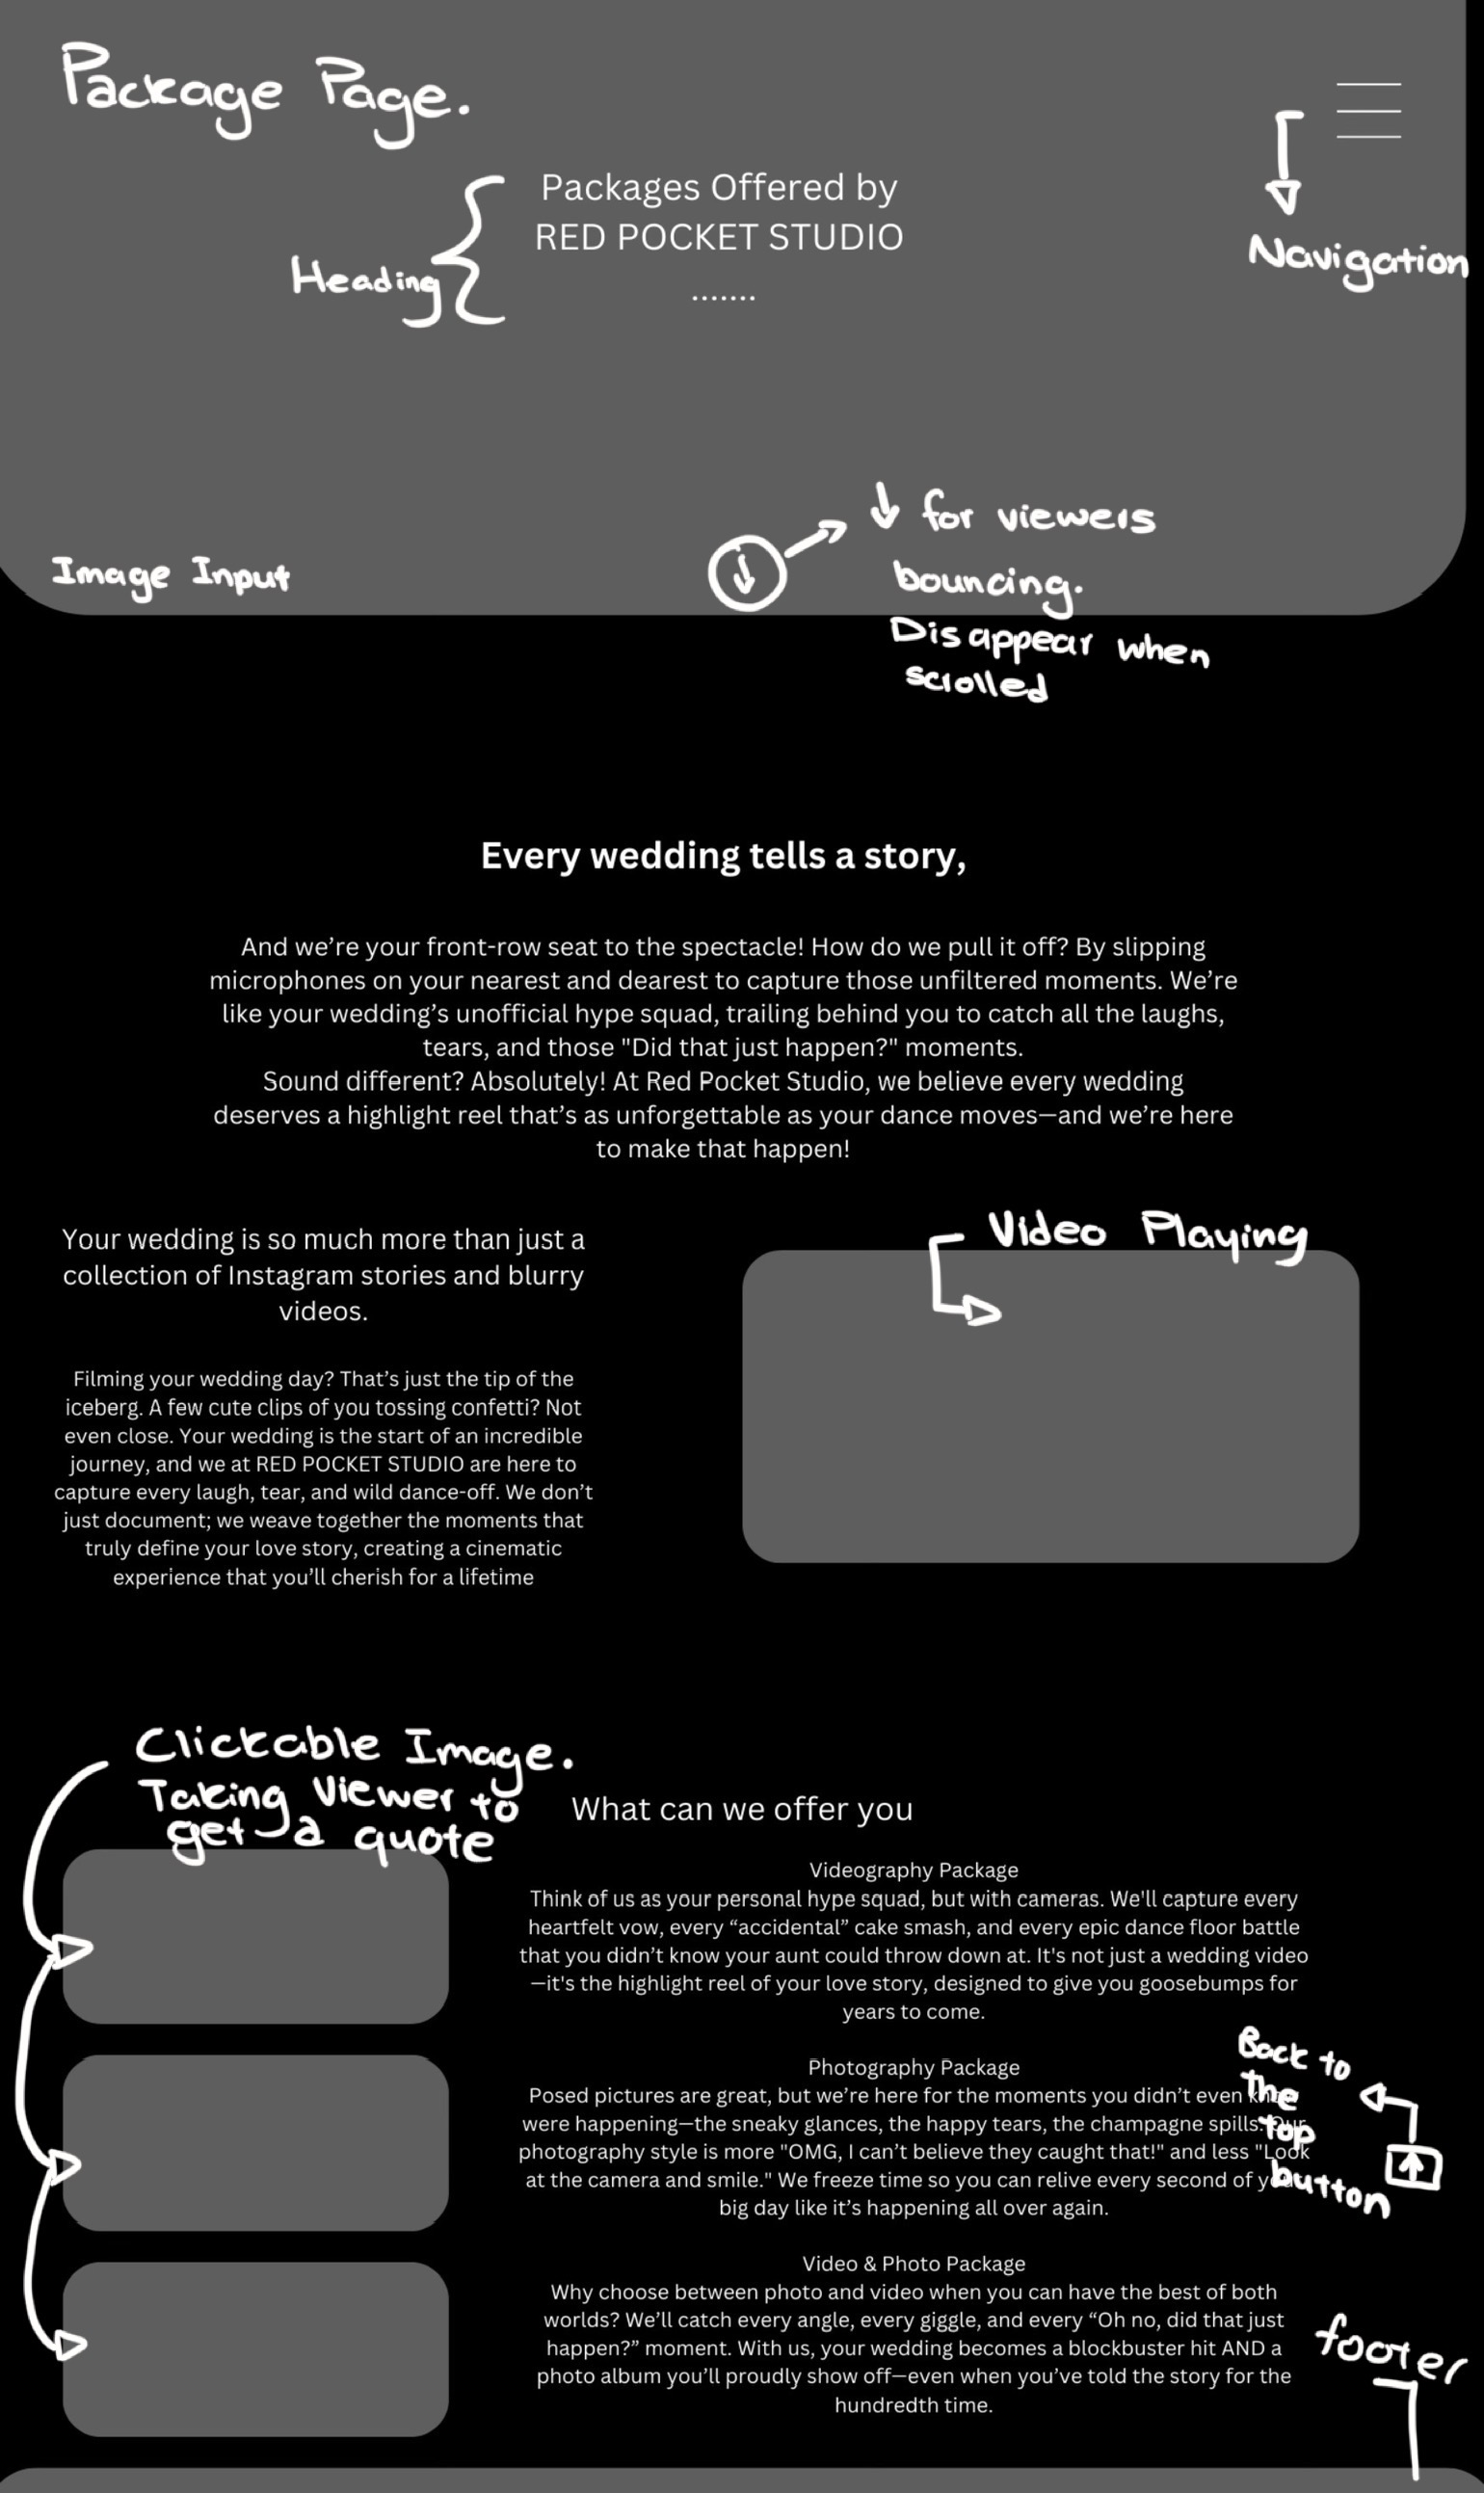 Package Page.
Packages Offered by
RED POCKET STUDIO
.......
Heading
Navigation
Image Input
↓ for viewers
bouncing.
Disappear when
scrolled
Every wedding tells a story,
And we’re your front-row seat to the spectacle! How do we pull it off? By slipping
microphones on your nearest and dearest to capture those unfiltered moments. We’re
like your wedding’s unofficial hype squad, trailing behind you to catch all the laughs,
tears, and those "Did that just happen?" moments.
Sound different? Absolutely! At Red Pocket Studio, we believe every wedding
deserves a highlight reel that’s as unforgettable as your dance moves—and we’re here
to make that happen!
Your wedding is so much more than just a
collection of Instagram stories and blurry
videos.
Filming your wedding day? That’s just the tip of the
iceberg. A few cute clips of you tossing confetti? Not
even close. Your wedding is the start of an incredible
journey, and we at RED POCKET STUDIO are here to
capture every laugh, tear, and wild dance-off. We don’t
just document; we weave together the moments that
truly define your love story, creating a cinematic
experience that you’ll cherish for a lifetime
Video Playing
Clickable Image.
Taking Viewer to
get a quote
What can we offer you
Videography Package
Think of us as your personal hype squad, but with cameras. We'll capture every
heartfelt vow, every “accidental” cake smash, and every epic dance floor battle
that you didn’t know your aunt could throw down at. It's not just a wedding video
—it's the highlight reel of your love story, designed to give you goosebumps for
years to come.
Photography Package
Posed pictures are great, but we’re here for the moments you didn’t even
were happening—the sneaky glances, the happy tears, the champagne spills.
photography style is more "OMG, I can’t believe they caught that!" and less "Look
at the camera and smile." We freeze time so you can relive every second of
big day like it’s happening all over again.
Back to
the
top
button
Video & Photo Package
Why choose between photo and video when you can have the best of both
worlds? We’ll catch every angle, every giggle, and every “Oh no, did that just
happen?” moment. With us, your wedding becomes a blockbuster hit AND a
photo album you’ll proudly show off—even when you’ve told the story for the
hundredth time.
footer